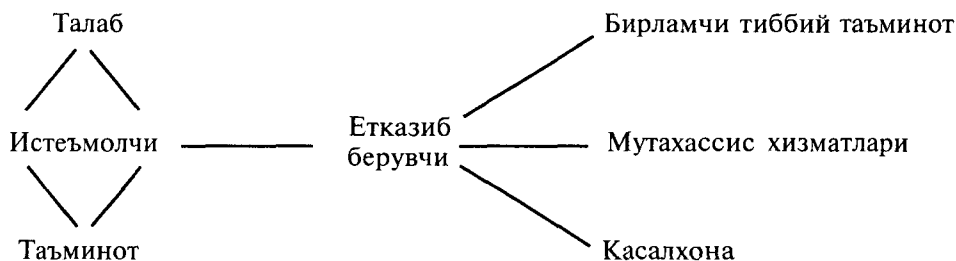 Талаб
Бирламчи тиббий таъминот
Истеъмолчи
Етказиб
берувчи
Мутахассис хизматлари
Таъминот
Касалхона